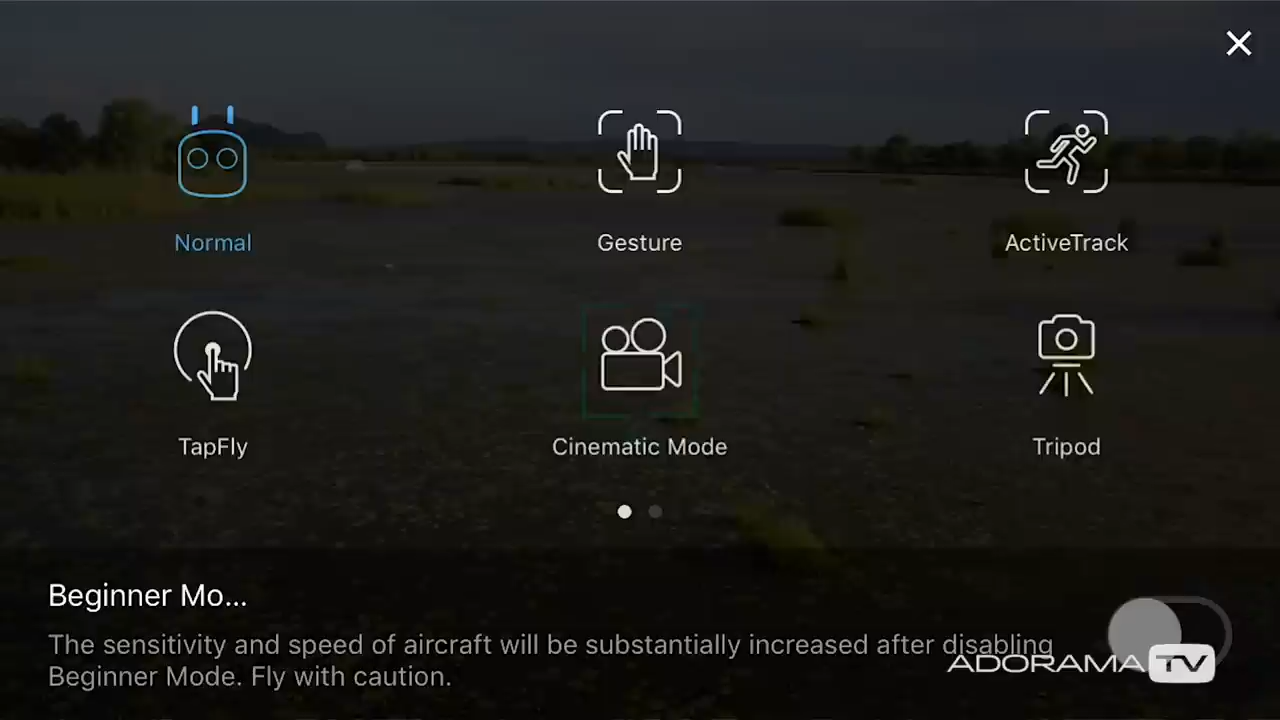 Normal
Gesture
ActiveTrack
TapFly
Cinematic Mode
Tripod
Beginner Mo...
The sensitivity and speed of aircraft will be substantially increased after disabling
Beginner Mode. Fly with caution.
ADORAMA TV